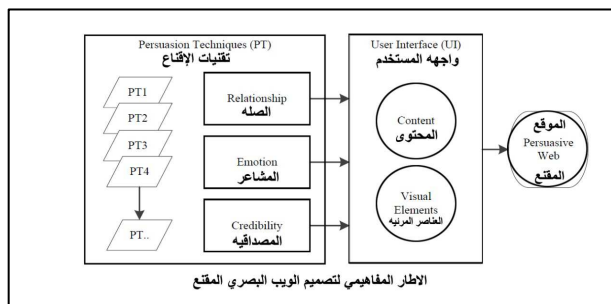 Persuasion Techniques (PT)
تقنيات الإقناع
PT1
PT2
PT3
PT4
PT..
Relationship
الصله
Emotion
المشاعر
Credibility
المصداقيه
User Interface (UI)
واجهه المستخدم
Content
المحتوى
Visual
Elements
العناصر المرئيه
الموقع
Persuasive
Web
المقنع
الاطار المفاهيمي لتصميم الويب البصري المقنع